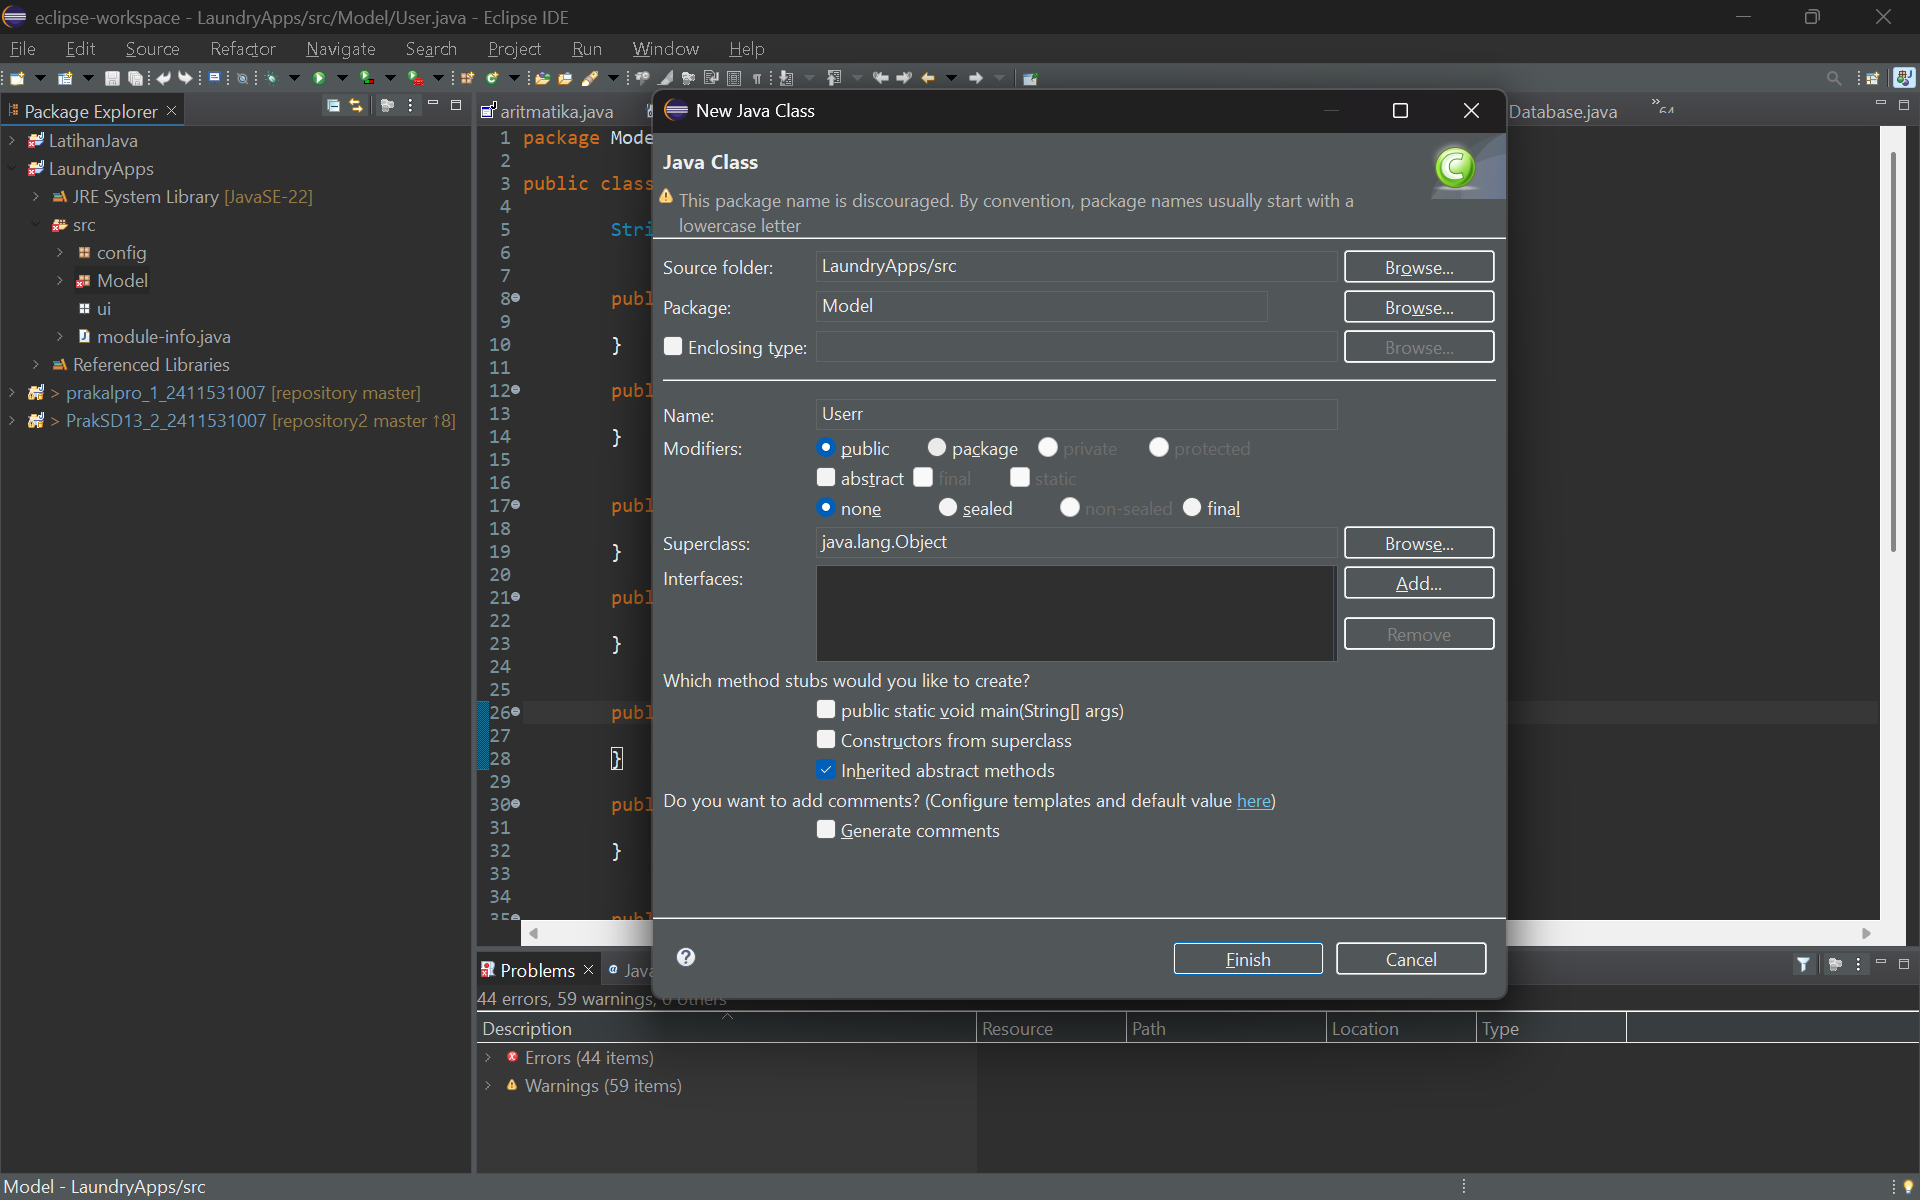 eclipse-workspace - LaundryApps/src/Model/User.java - Eclipse IDE
File Edit Source Refactor Navigate Search Project Run Window Help
Package Explorer
LatihanJava
LaundryApps
JRE System Library [JavaSE-22]
src
config
Model
ui
module-info.java
Referenced Libraries
> prakalpro_1_2411531007 [repository master]
> PrakSD13_2_2411531007 [repository2 master ↑8]
aritmatika.java
Database.java
»64
1 package Mode
2
3 public class
4
5 Stri
6
7
8 publ
9
10 }
11
12 publ
13
14 }
15
16
17 publ
18
19 }
20
21 publ
22
23 }
24
25
26 publ
27
28 }
29
30 publ
31
32 }
33
34
35 publ
New Java Class
Java Class
This package name is discouraged. By convention, package names usually start with a
lowercase letter
Source folder: LaundryApps/src Browse...
Package: Model Browse...
Enclosing type: Browse...
Name: Userr
Modifiers: public package private protected
abstract final static
none sealed non-sealed final
Superclass: java.lang.Object Browse...
Interfaces: Add...
Remove
Which method stubs would you like to create?
public static void main(String[] args)
Constructors from superclass
Inherited abstract methods
Do you want to add comments? (Configure templates and default value here)
Generate comments
Finish Cancel
Problems @ Java
44 errors, 59 warnings, 0 others
Description Resource Path Location Type
Errors (44 items)
Warnings (59 items)
Model - LaundryApps/src